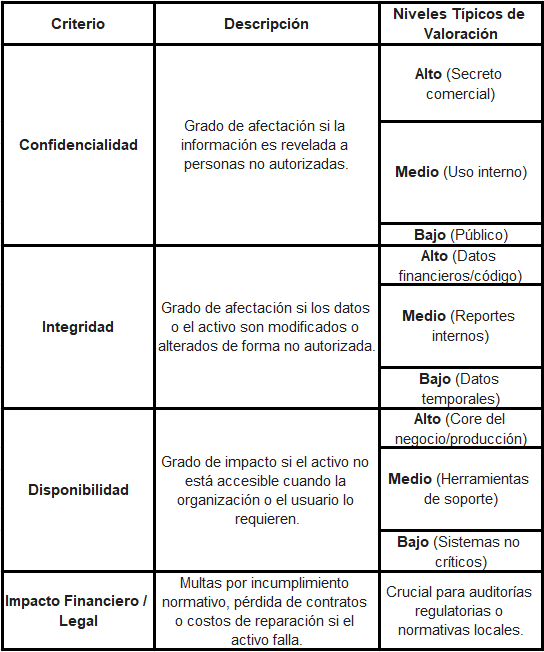 Criterio
Descripción
Niveles Típicos de
Valoración
Confidencialidad
Grado de afectación si la
información es revelada a
personas no autorizadas.
Alto (Secreto
comercial)
Medio (Uso interno)
Bajo (Público)
Integridad
Grado de afectación si los datos
o el activo son modificados o
alterados de forma no autorizada.
Alto (Datos
financieros/código)
Medio (Reportes
internos)
Bajo (Datos
temporales)
Disponibilidad
Grado de impacto si el activo no
está accesible cuando la
organización o el usuario lo
requieren.
Alto (Core del
negocio/producción)
Medio (Herramientas
de soporte)
Bajo (Sistemas no
críticos)
Impacto Financiero /
Legal
Multas por incumplimiento
normativo, pérdida de contratos
o costos de reparación si el
activo falla.
Crucial para auditorías
regulatorias o
normativas locales.